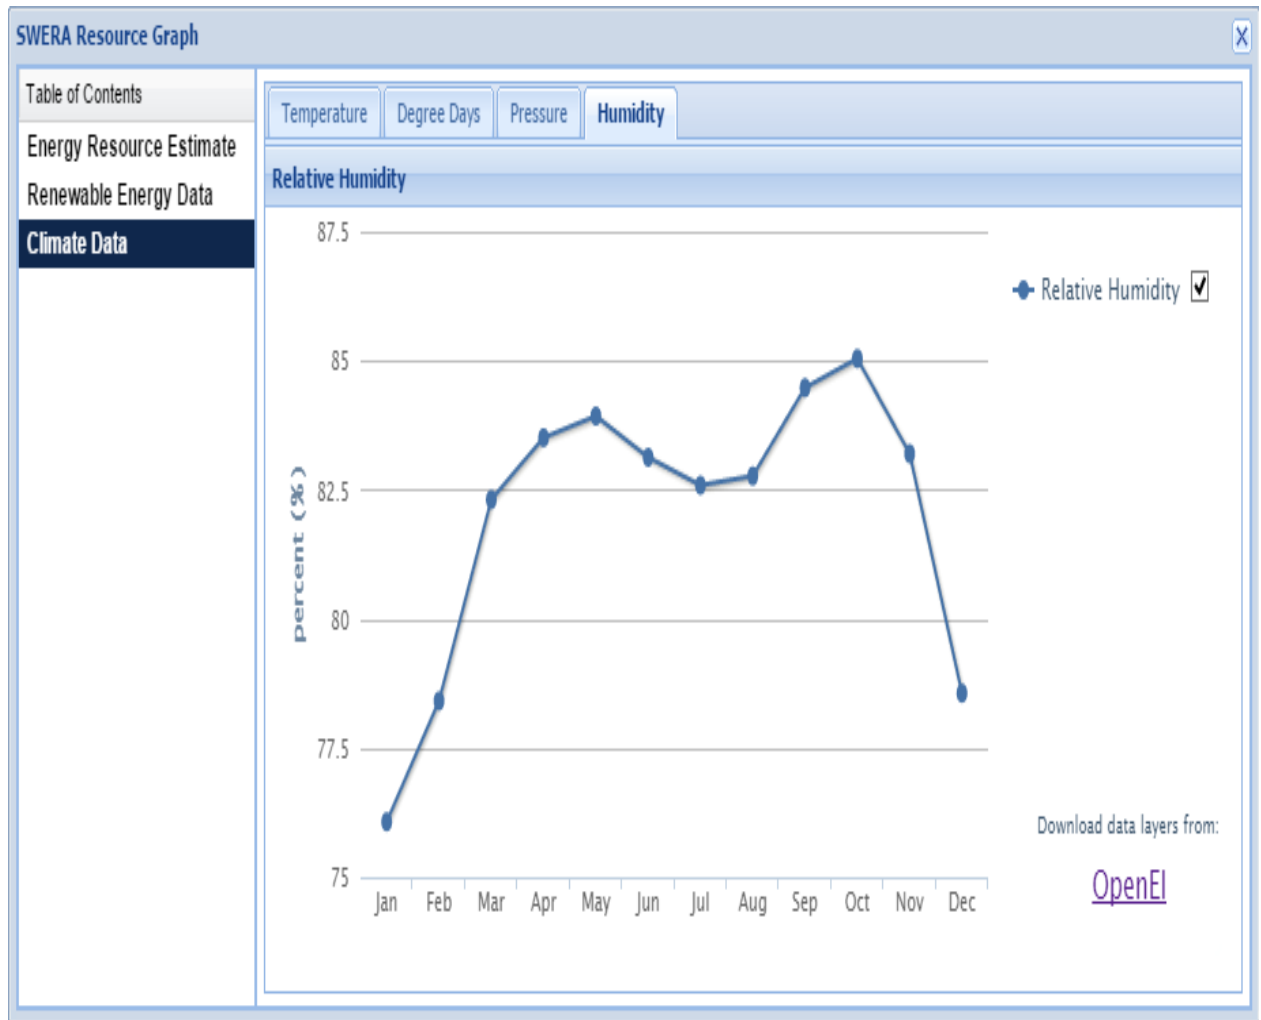 SWERA Resource Graph
Table of Contents
Energy Resource Estimate
Renewable Energy Data
Climate Data
Temperature
Degree Days
Pressure
Humidity
Relative Humidity
87.5
85
82.5
80
77.5
75
percent (%)
Jan Feb Mar Apr May Jun Jul Aug Sep Oct Nov Dec
Relative Humidity
Download data layers from:
OpenEI